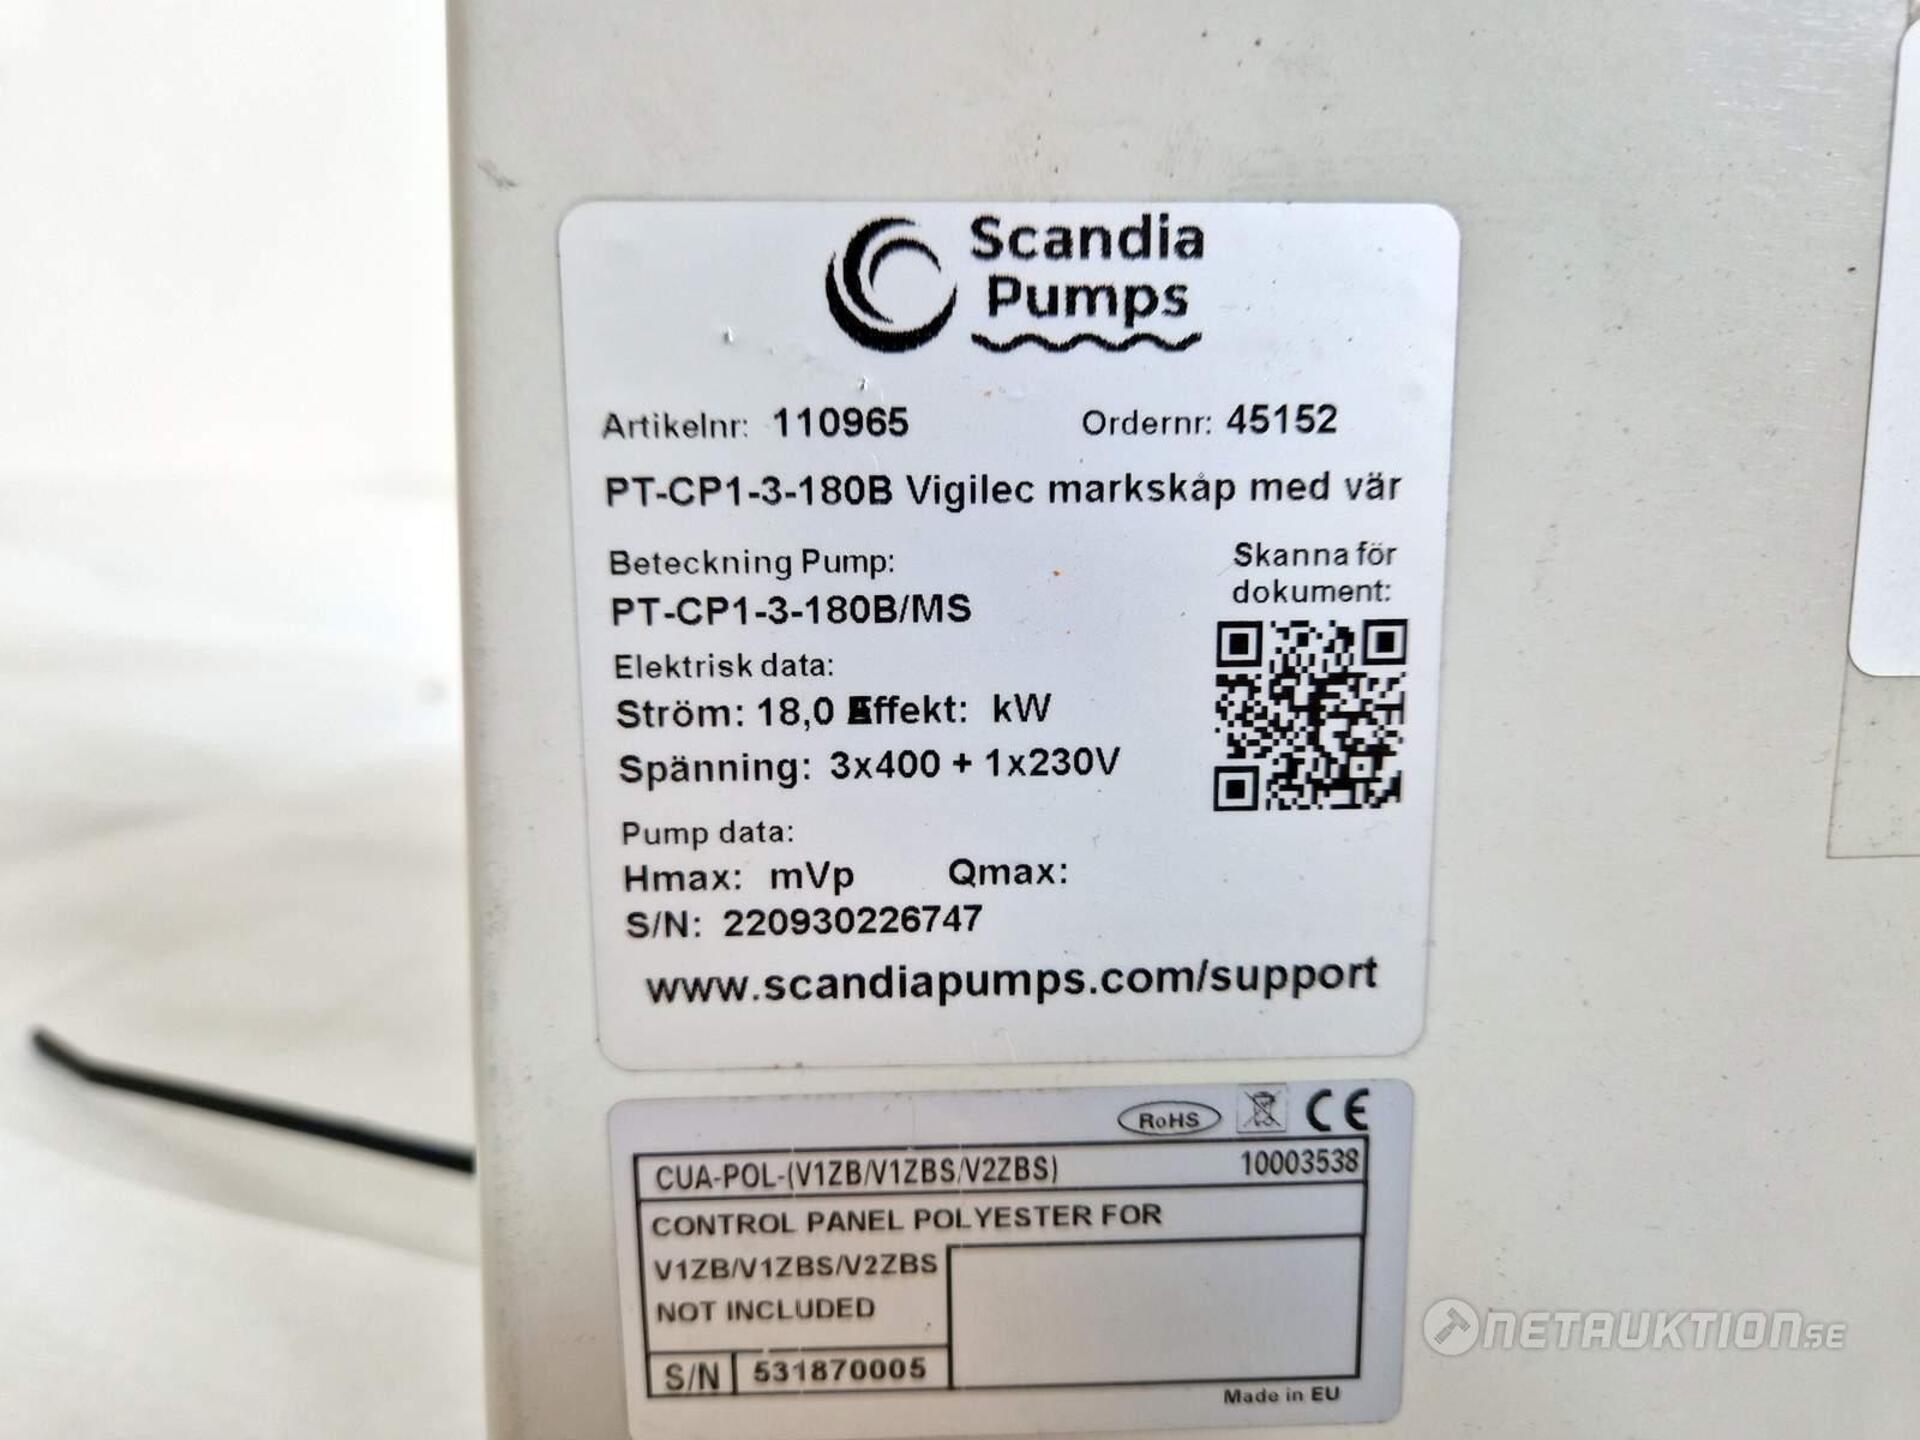 Scandia
Pumps
Artikelnr: 110965 Ordernr: 45152
PT-CP1-3-180B Vigilec markskåp med vär
Beteckning Pump:
PT-CP1-3-180B/MS
Skanna för
dokument:
Elektrisk data:
Ström: 18,0 Effekt: kW
Spänning: 3x400 + 1x230V
Pump data:
Hmax: mVp Qmax:
S/N: 220930226747
www.scandiapumps.com/support
RoHS CE
CUA-POL-(V1ZB/V1ZBS/V2ZBS) 10003538
CONTROL PANEL POLYESTER FOR
V1ZB/V1ZBS/V2ZBS
NOT INCLUDED
S/N 531870005
Made in EU
NETAUKTION.SE